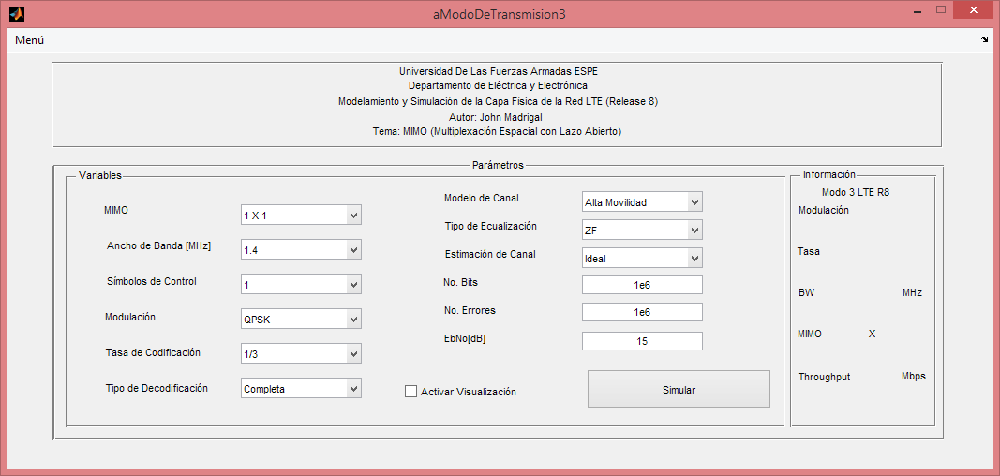 aModoDeTransmision3
Menú
Universidad De Las Fuerzas Armadas ESPE
Departamento de Eléctrica y Electrónica
Modelamiento y Simulación de la Capa Física de la Red LTE (Release 8)
Autor: John Madrigal
Tema: MIMO (Multiplexación Espacial con Lazo Abierto)
Parámetros
Variables
MIMO
1 X 1
Ancho de Banda [MHz]
1.4
Símbolos de Control
1
Modulación
QPSK
Tasa de Codificación
1/3
Tipo de Decodificación
Completa
Modelo de Canal
Alta Movilidad
Tipo de Ecualización
ZF
Estimación de Canal
Ideal
No. Bits
1e6
No. Errores
1e6
EbNo[dB]
15
Activar Visualización
Simular
Información
Modo 3 LTE R8
Modulación
Tasa
BW MHz
MIMO X
Throughput Mbps